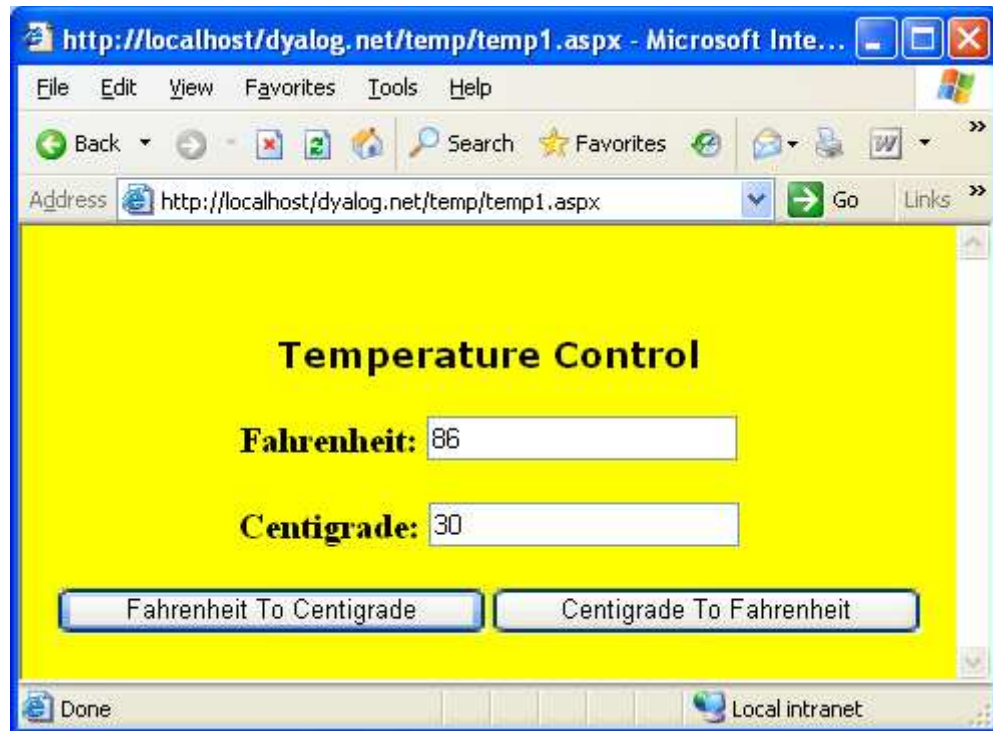 http://localhost/dyalog.net/temp/temp1.aspx - Microsoft Inte...
File Edit View Favorites Tools Help
Back Search Favorites W »
Address http://localhost/dyalog.net/temp/temp1.aspx Go Links »
Temperature Control
Fahrenheit: 86
Centigrade: 30
Fahrenheit To Centigrade Centigrade To Fahrenheit
Done Local intranet